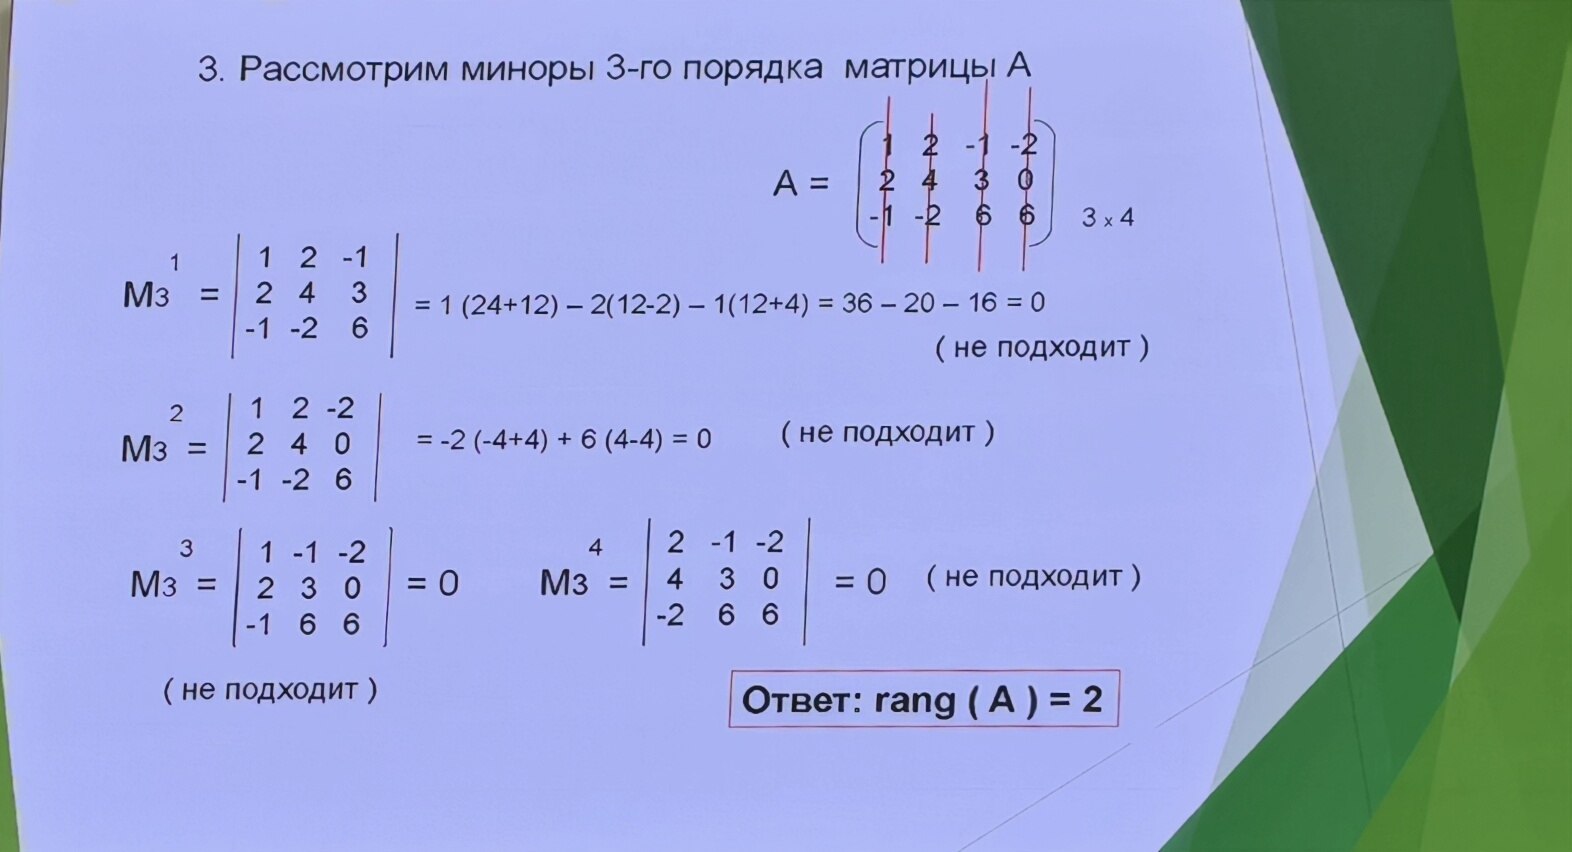 3. Рассмотрим миноры 3-го порядка матрицы А
1 2 -1 -2
А = 2 4 3 0
-1 -2 6 6 3 x 4
1 2 -1
М3 1 = 2 4 3 = 1 (24+12) – 2(12-2) – 1(12+4) = 36 – 20 – 16 = 0
-1 -2 6
( не подходит )
1 2 -2
М3 2 = 2 4 0 = -2 (-4+4) + 6 (4-4) = 0 ( не подходит )
-1 -2 6
1 -1 -2
М3 3 = 2 3 0 = 0
-1 6 6
( не подходит )
2 -1 -2
М3 4 = 4 3 0 = 0 ( не подходит )
-2 6 6
Ответ: rang ( A ) = 2